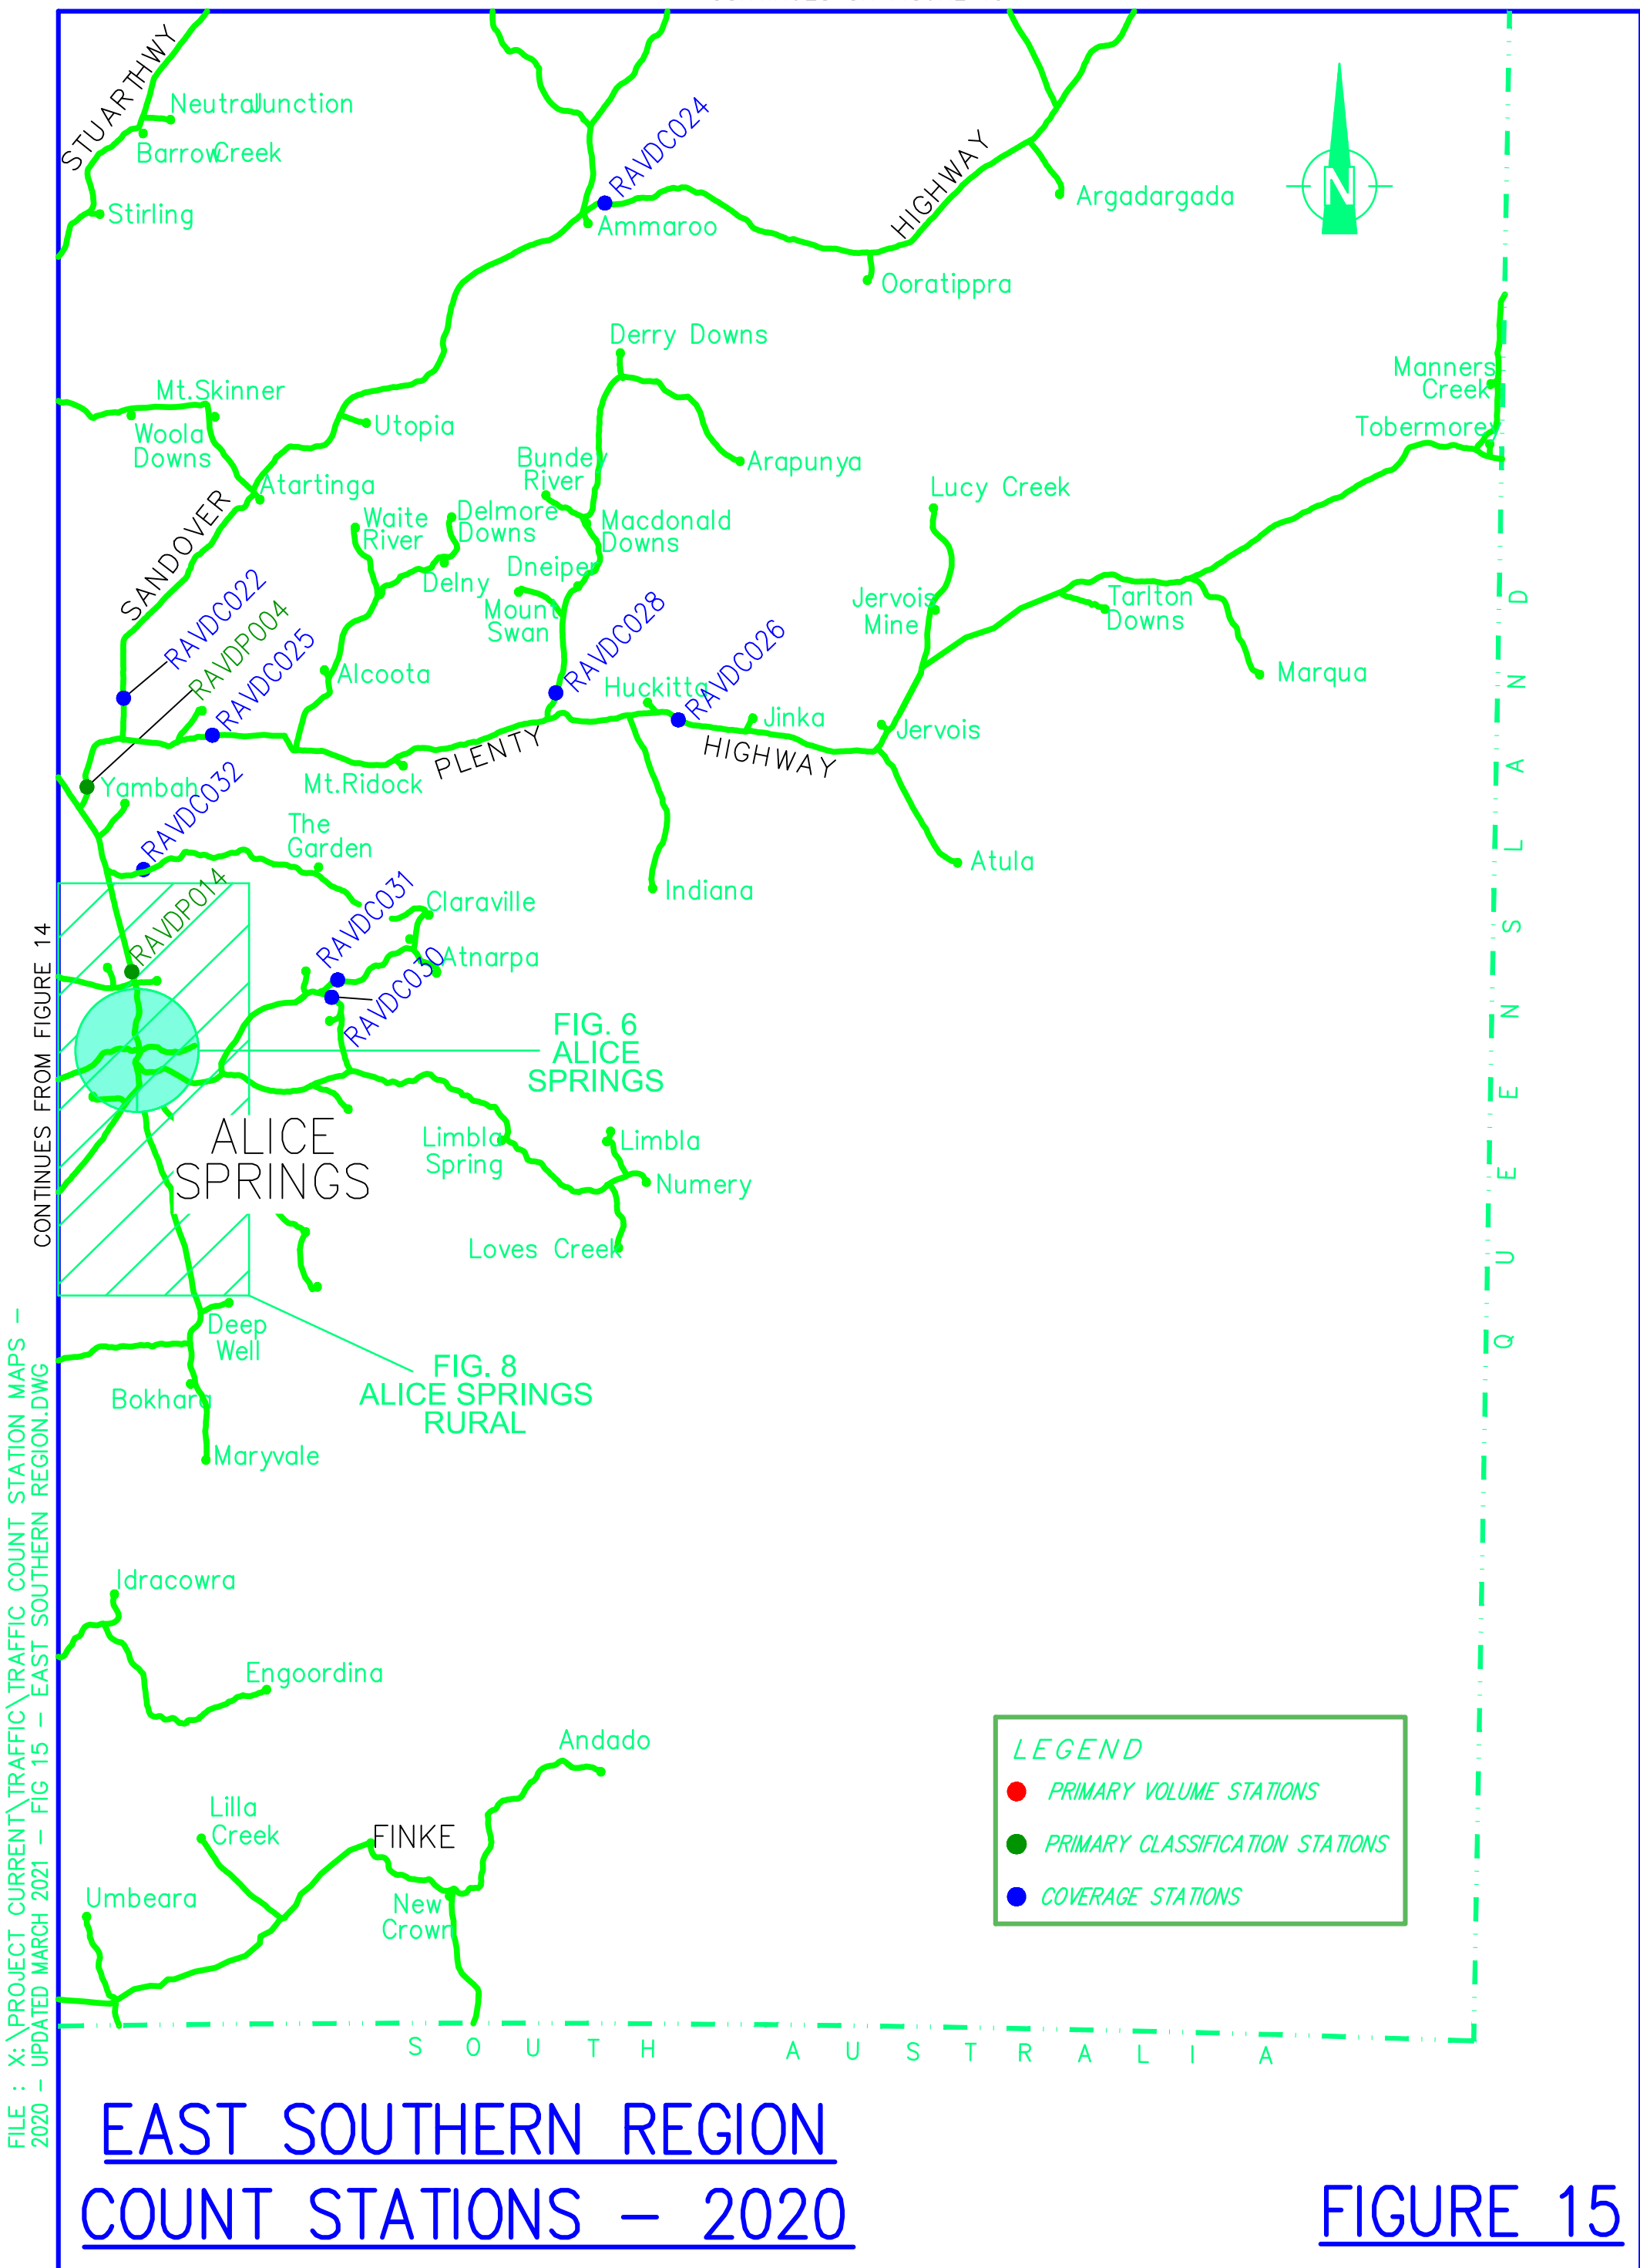 STUARTHWY
NeutralJunction
BarrowCreek
Stirling
RAVDC024
Ammaroo
HIGHWAY
Argadargada
Ooratippra
N
Derry Downs
Manners
Creek
Tobermorey
Mt.Skinner
Woola
Downs
Utopia
Bundey
River
Arapunya
Atartinga
SANDOVER
Waite
River
Delmore
Downs
Delny
Macdonald
Downs
Dneiper
Mount
Swan
Lucy Creek
Jervois
Mine
Tarlton
Downs
Marqua
RAVDC022
RAVDP004
RAVDC025
Alcoota
RAVDC028
Huckitta
RAVDC026
Jinka
Jervois
PLENTY
HIGHWAY
Mt.Ridock
Yambah
RAVDC032
The
Garden
Atula
Indiana
RAVDP014
RAVDC031
Claraville
Atnarpa
RAVDC030
CONTINUES FROM FIGURE 14
FIG. 6
ALICE
SPRINGS
ALICE
SPRINGS
Limbla
Spring
Limbla
Numery
Loves Creek
Deep
Well
FIG. 8
ALICE SPRINGS
RURAL
Bokhara
Maryvale
QUEENSLAND
Idracowra
Engoordina
Andado
Lilla
Creek
FINKE
Umbeara
New
Crown
LEGEND
PRIMARY VOLUME STATIONS
PRIMARY CLASSIFICATION STATIONS
COVERAGE STATIONS
SOUTH AUSTRALIA
FILE : X:\PROJECT CURRENT\TRAFFIC\TRAFFIC COUNT STATION MAPS -
2020 - UPDATED MARCH 2021 - FIG 15 - EAST SOUTHERN REGION.DWG
EAST SOUTHERN REGION
COUNT STATIONS - 2020
FIGURE 15